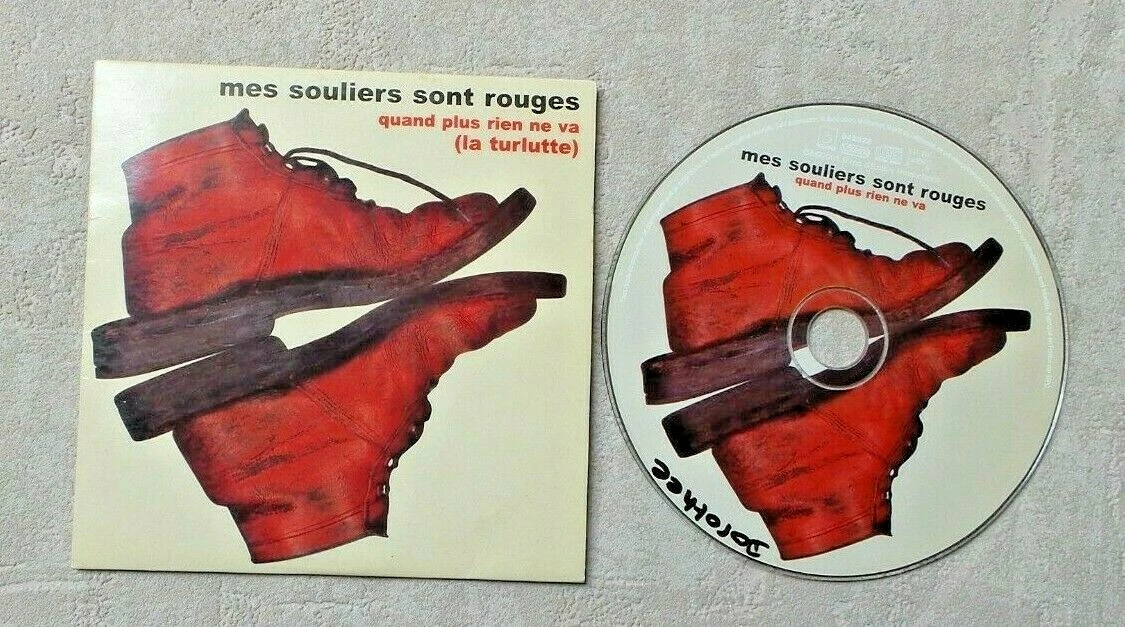 mes souliers sont rouges
quand plus rien ne va
(la turlutte)
mes souliers sont rouges
quand plus rien ne va
DOROTHEE